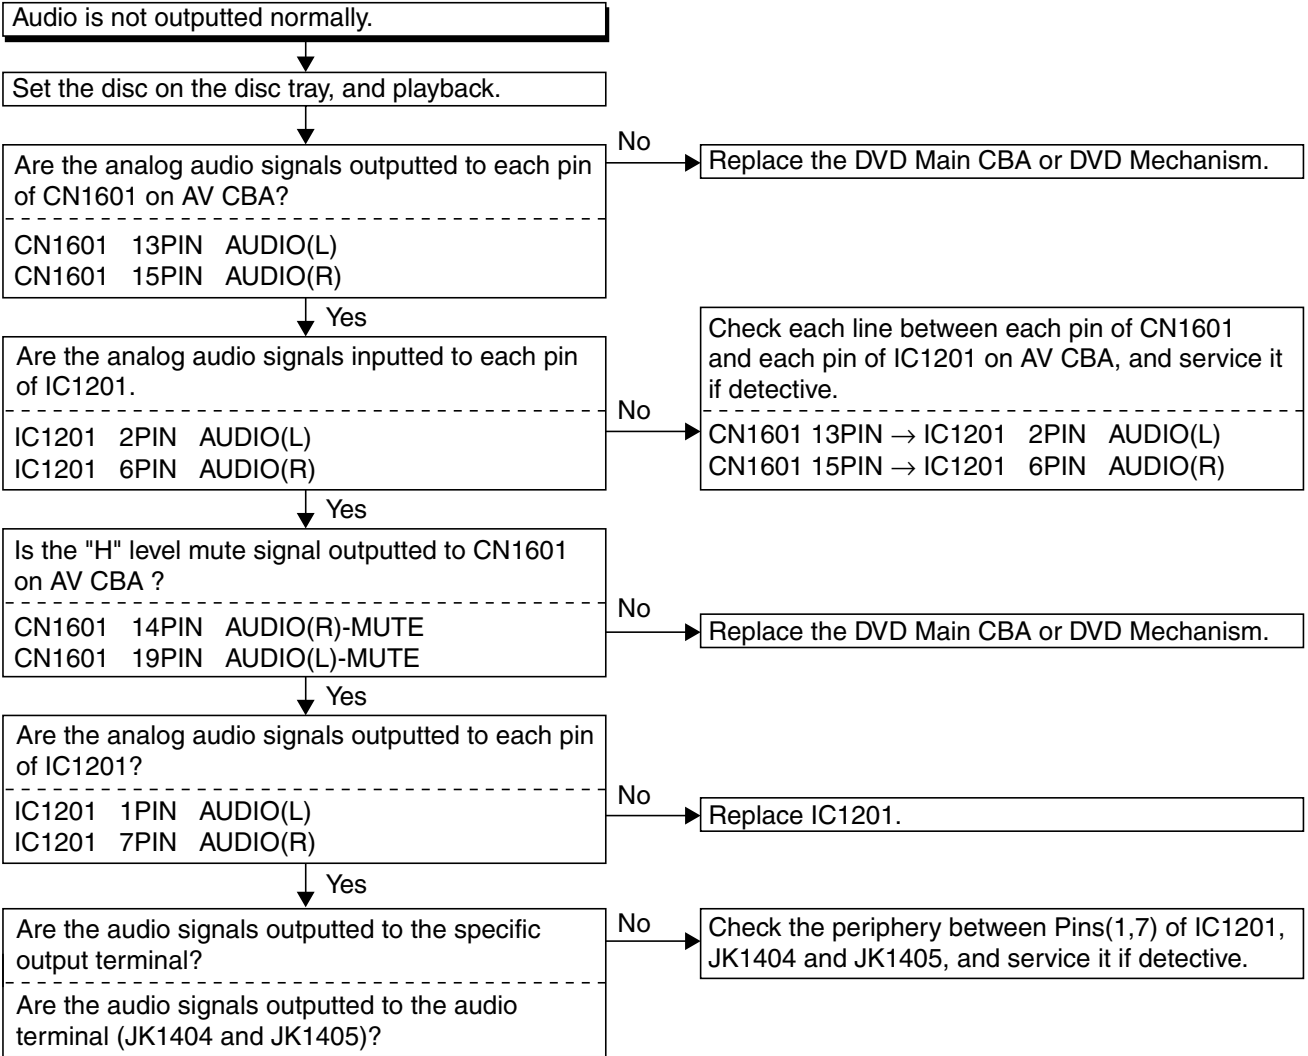 Audio is not outputted normally.
Set the disc on the disc tray, and playback.
Are the analog audio signals outputted to each pin
of CN1601 on AV CBA?
CN1601 13PIN AUDIO(L)
CN1601 15PIN AUDIO(R)
No
Replace the DVD Main CBA or DVD Mechanism.
Yes
Are the analog audio signals inputted to each pin
of IC1201.
IC1201 2PIN AUDIO(L)
IC1201 6PIN AUDIO(R)
No
Check each line between each pin of CN1601
and each pin of IC1201 on AV CBA, and service it
if detective.
CN1601 13PIN → IC1201 2PIN AUDIO(L)
CN1601 15PIN → IC1201 6PIN AUDIO(R)
Yes
Is the "H" level mute signal outputted to CN1601
on AV CBA ?
CN1601 14PIN AUDIO(R)-MUTE
CN1601 19PIN AUDIO(L)-MUTE
No
Replace the DVD Main CBA or DVD Mechanism.
Yes
Are the analog audio signals outputted to each pin
of IC1201?
IC1201 1PIN AUDIO(L)
IC1201 7PIN AUDIO(R)
No
Replace IC1201.
Yes
Are the audio signals outputted to the specific
output terminal?
Are the audio signals outputted to the audio
terminal (JK1404 and JK1405)?
No
Check the periphery between Pins(1,7) of IC1201,
JK1404 and JK1405, and service it if detective.